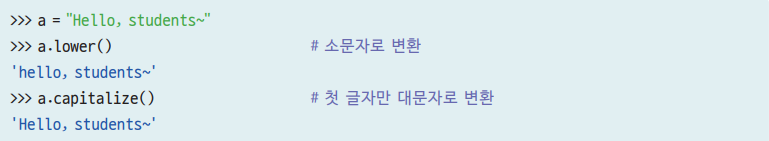 >>> a = "Hello, students~"
>>> a.lower() # 소문자로 변환
'hello, students~'
>>> a.capitalize() # 첫 글자만 대문자로 변환
'Hello, students~'